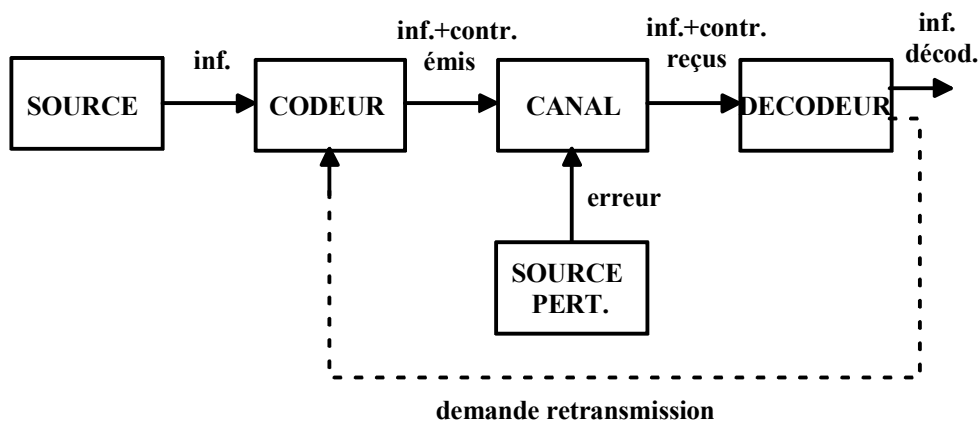 inf.
décod.
inf.+contr.
émis
inf.+contr.
reçus
inf.
SOURCE
CODEUR
CANAL
DECODEUR
erreur
SOURCE
PERT.
demande retransmission